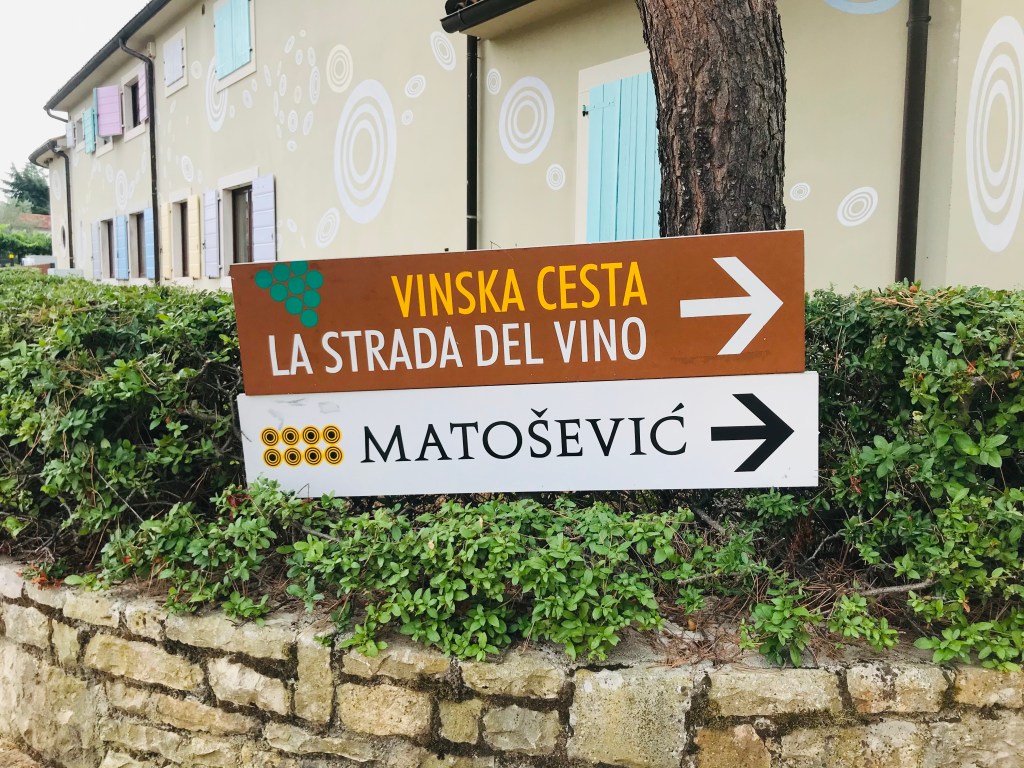 VINSKA CESTA
LA STRADA DEL VINO
MATOŠEVIĆ